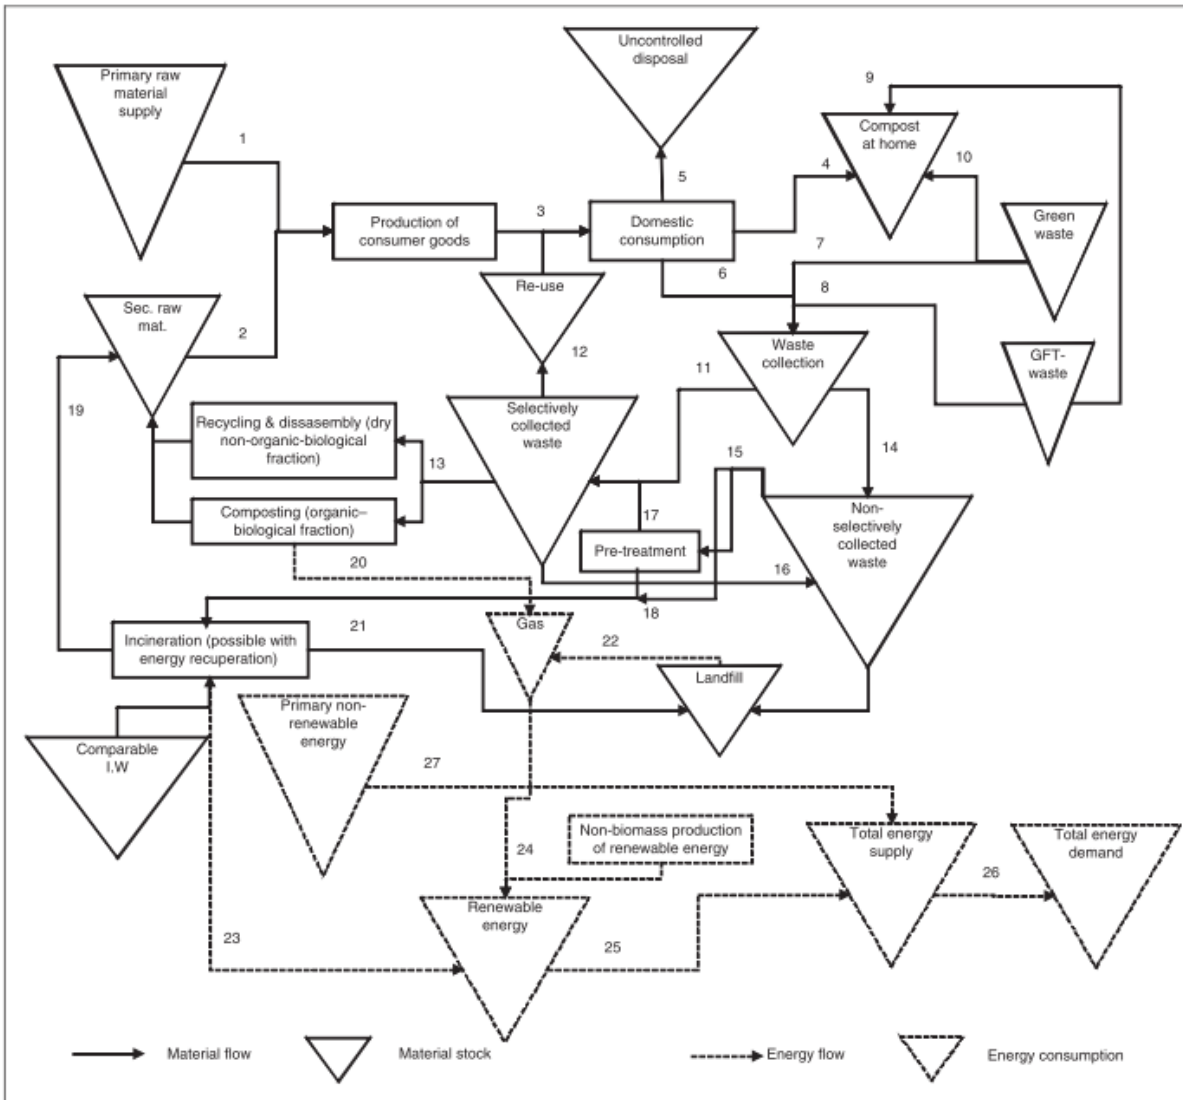 Uncontrolled
disposal
Primary raw
material
supply
9
Compost
at home
1
10
4
5
Production of
consumer goods
3
Domestic
consumption
Green
waste
7
6
Re-use
8
Sec. raw
mat.
2
Waste
collection
12
GFT-
waste
11
19
Recycling & dissasembly (dry
non-organic-biological
fraction)
Selectively
collected
waste
13
15
14
Composting (organic–
biological fraction)
17
Non-
selectively
collected
waste
Pre-treatment
20
16
18
Gas
21
22
Incineration (possible with
energy recuperation)
Landfill
Primary non-
renewable
energy
Comparable
I.W
27
Non-biomass production
of renewable energy
24
Total energy
supply
Total energy
demand
26
Renewable
energy
23
25
Material flow
Material stock
Energy flow
Energy consumption